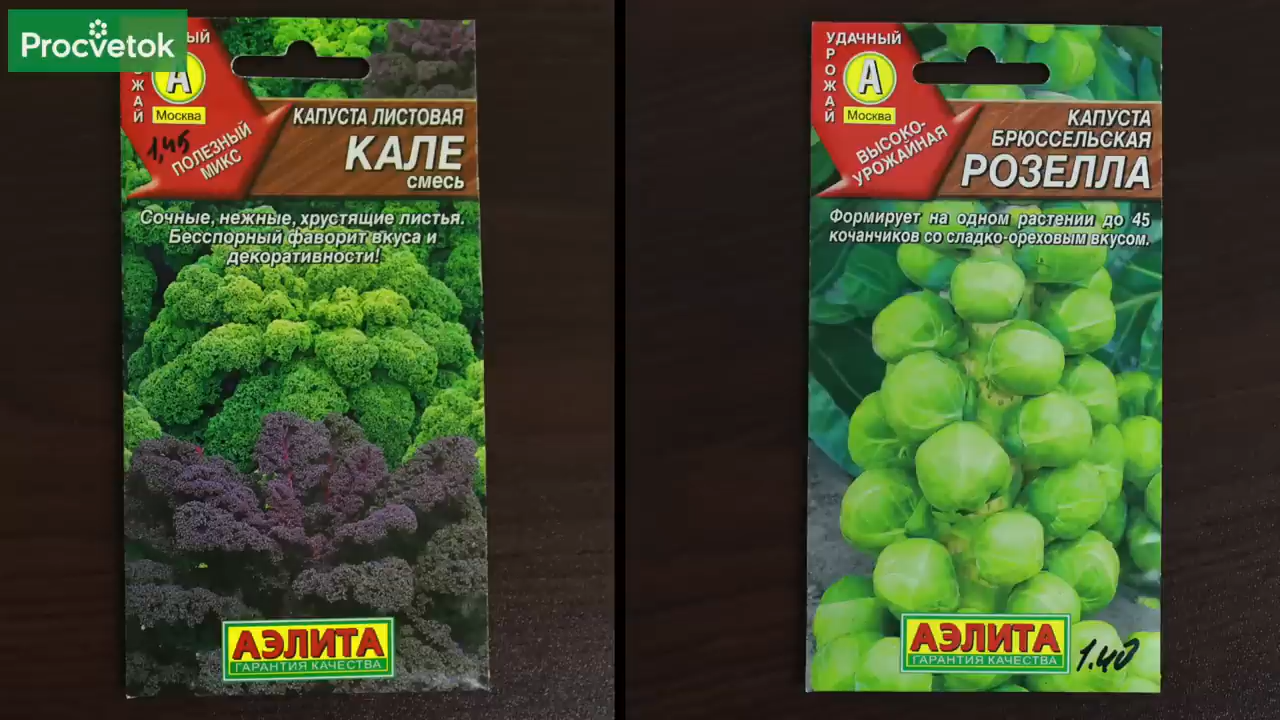 Procvetok
ЫЙ
ОЖАЙ
А
Москва
1,45
ПОЛЕЗНЫЙ
МИКС
КАПУСТА ЛИСТОВАЯ
КАЛЕ
смесь
Сочные, нежные, хрустящие листья.
Бесспорный фаворит вкуса и
декоративности!
АЭЛИТА
ГАРАНТИЯ КАЧЕСТВА
УДАЧНЫЙ
УРОЖАЙ
А
Москва
ВЫСОКО-
УРОЖАЙНАЯ
КАПУСТА
БРЮССЕЛЬСКАЯ
РОЗЕЛЛА
Формирует на одном растении до 45
кочанчиков со сладко-ореховым вкусом.
АЭЛИТА
ГАРАНТИЯ КАЧЕСТВА
1.40